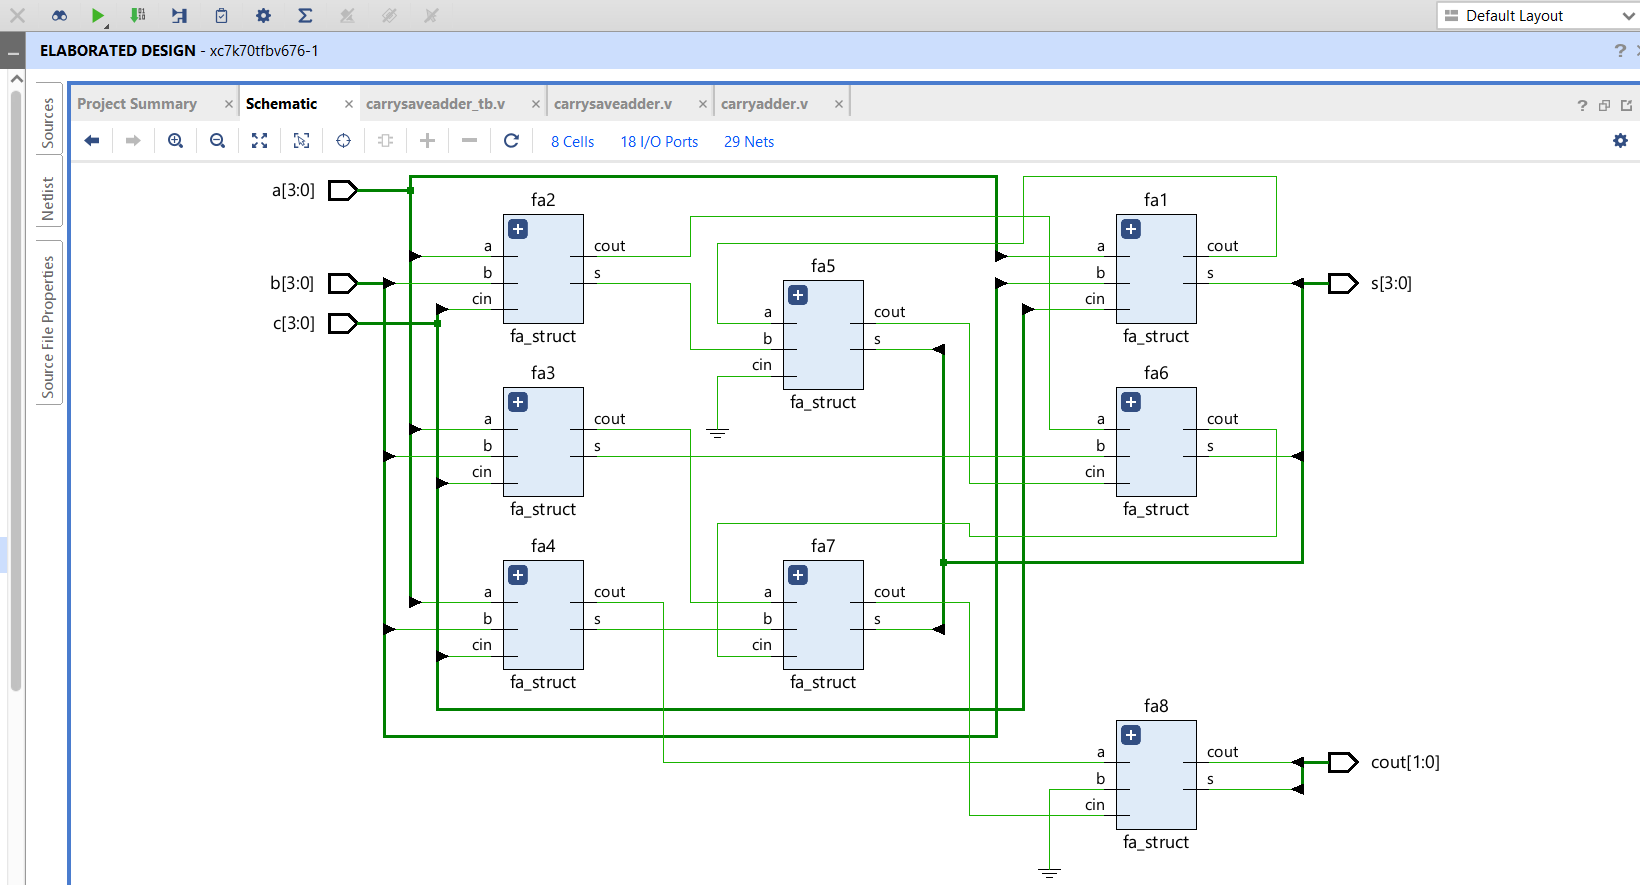 Default Layout
ELABORATED DESIGN - xc7k70tfbv676-1
?
Sources
Netlist
Source File Properties
Project Summary
Schematic
carrysaveadder_tb.v
carrysaveadder.v
carryadder.v
?
8 Cells
18 I/O Ports
29 Nets
a[3:0]
b[3:0]
c[3:0]
fa2
a
b
cin
cout
s
fa_struct
fa3
a
b
cin
cout
s
fa_struct
fa4
a
b
cin
cout
s
fa_struct
fa5
a
b
cin
cout
s
fa_struct
fa7
a
b
cin
cout
s
fa_struct
fa1
a
b
cin
cout
s
fa_struct
fa6
a
b
cin
cout
s
fa_struct
fa8
a
b
cin
cout
s
fa_struct
s[3:0]
cout[1:0]